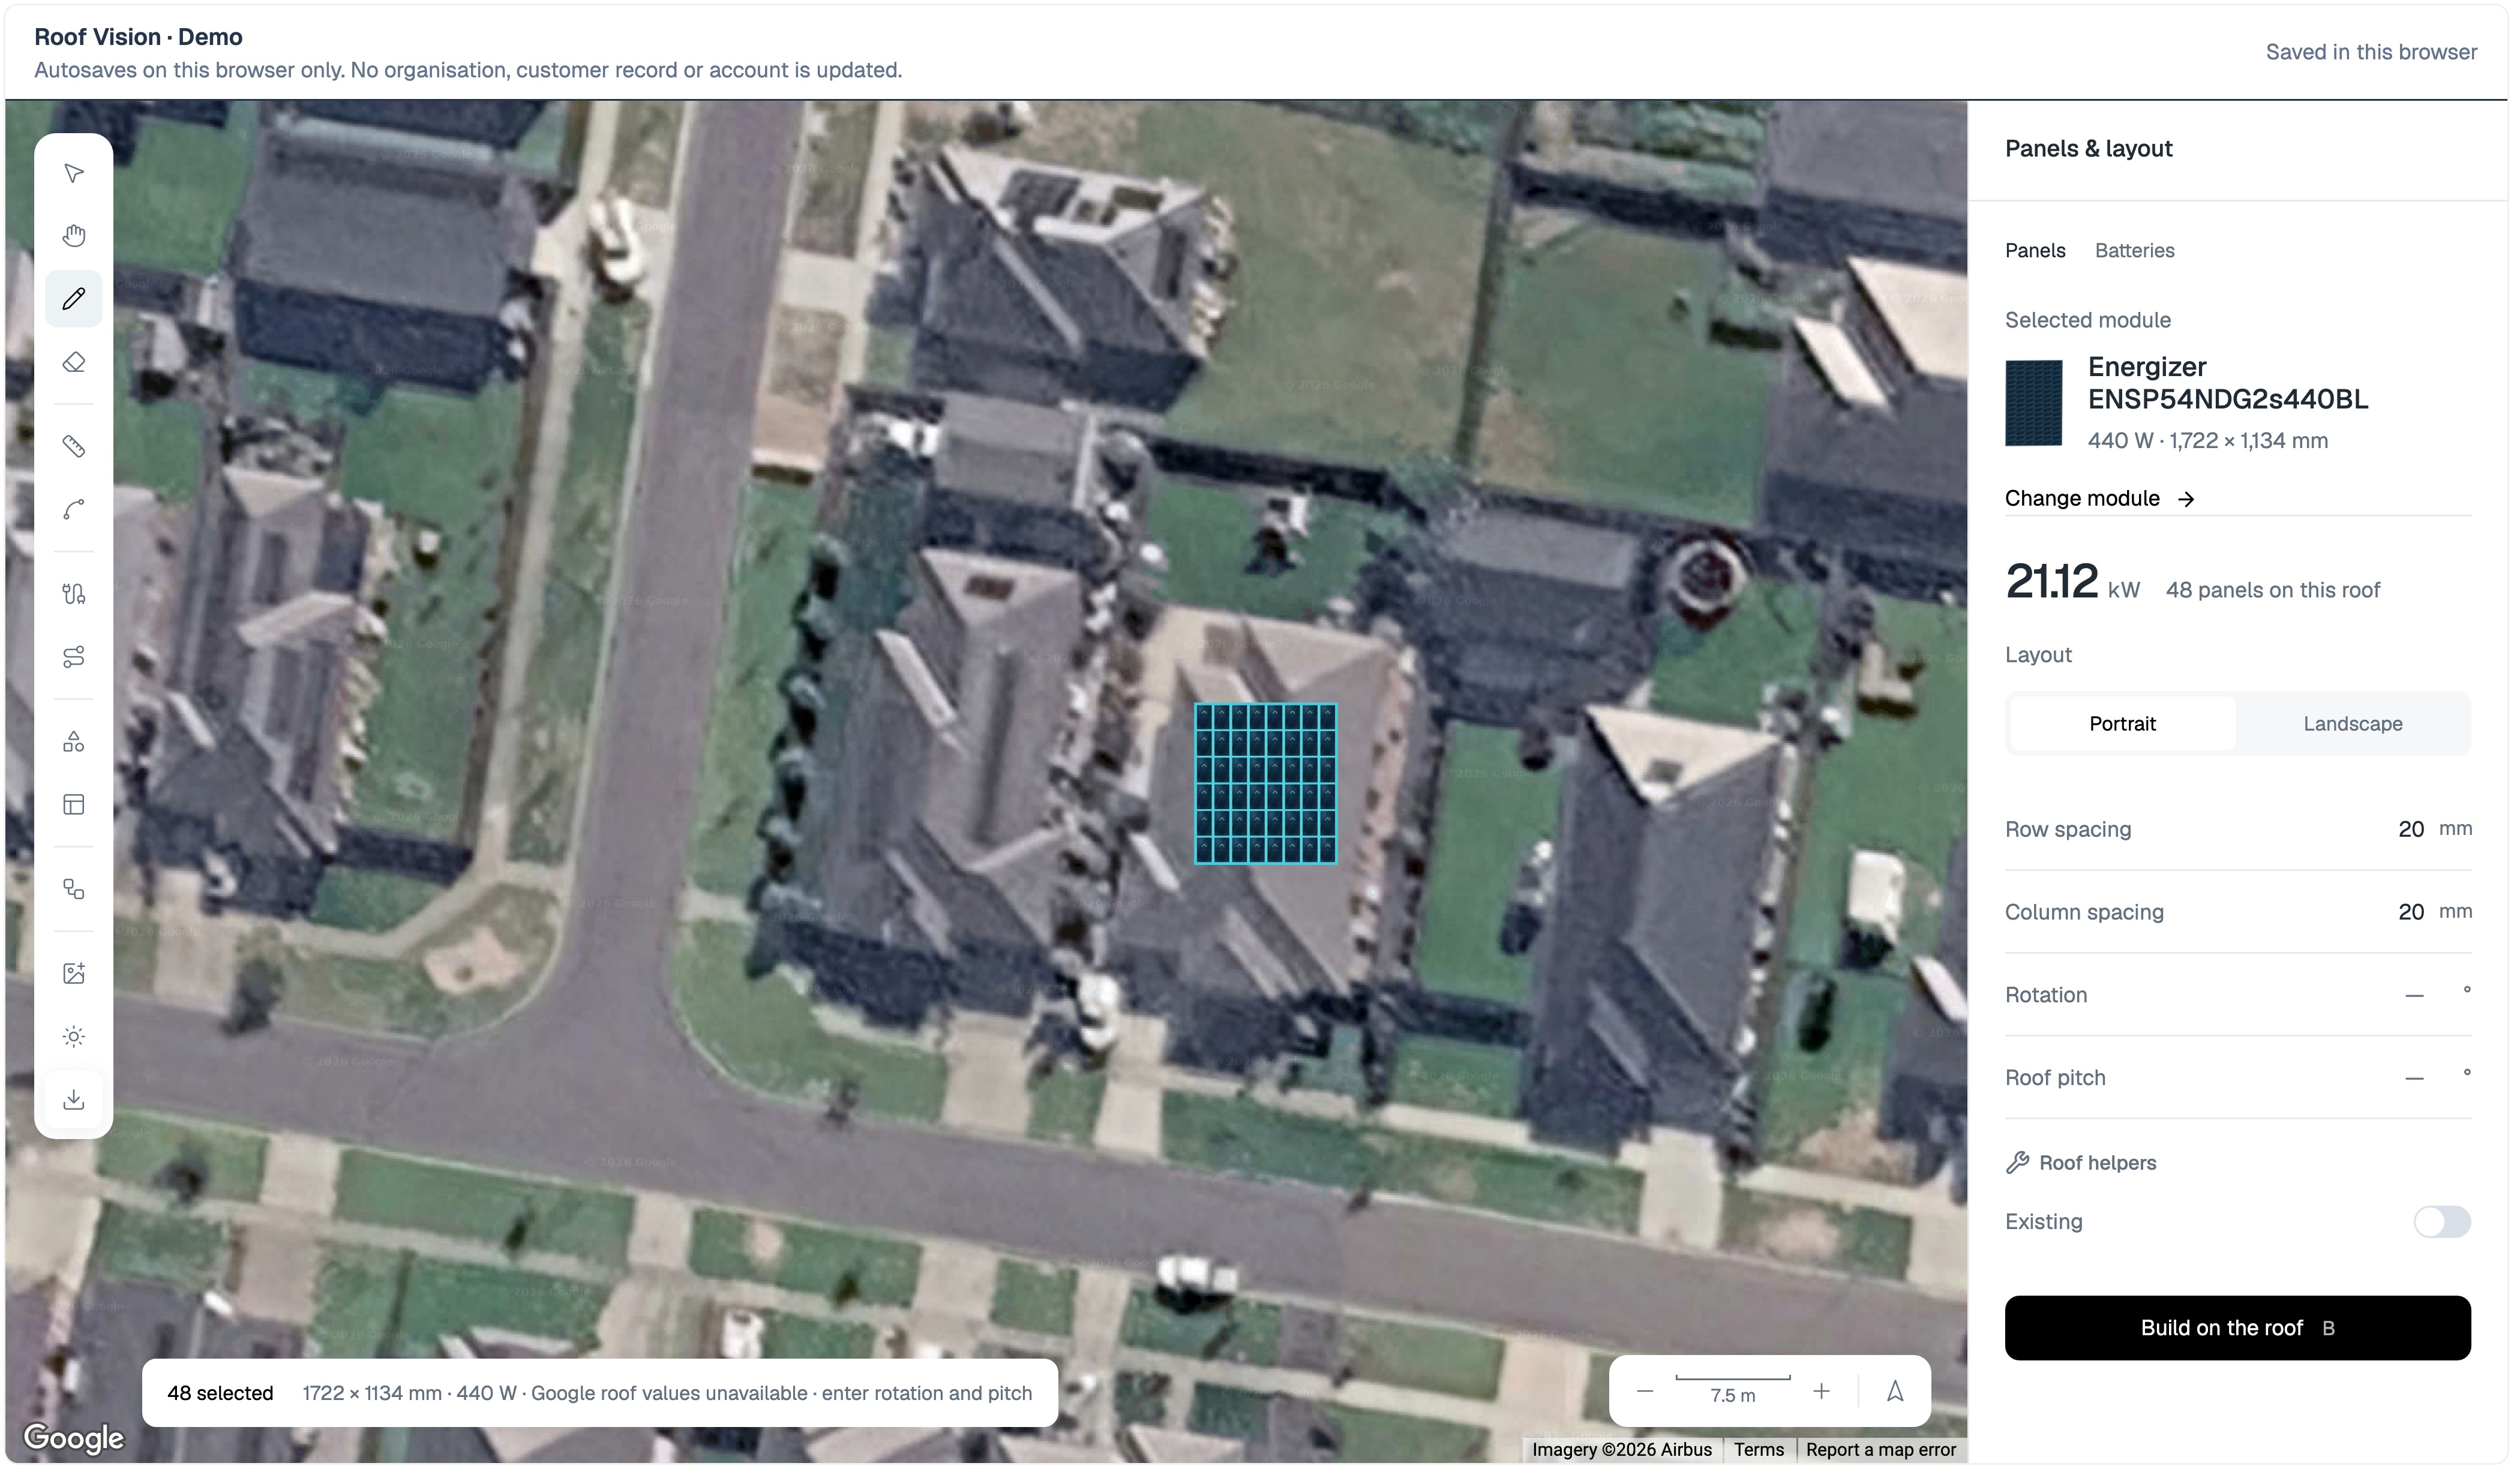 Roof Vision · Demo
Autosaves on this browser only. No organisation, customer record or account is updated.
Saved in this browser
Panels & layout
Panels
Batteries
Selected module
Energizer
ENSP54NDG2s440BL
440 W · 1,722 × 1,134 mm
Change module →
21.12 kW 48 panels on this roof
Layout
Portrait
Landscape
Row spacing 20 mm
Column spacing 20 mm
Rotation — °
Roof pitch — °
Roof helpers
Existing
Build on the roof B
48 selected 1722 × 1134 mm · 440 W · Google roof values unavailable · enter rotation and pitch
7.5 m
Google
Imagery ©2026 Airbus
Terms
Report a map error